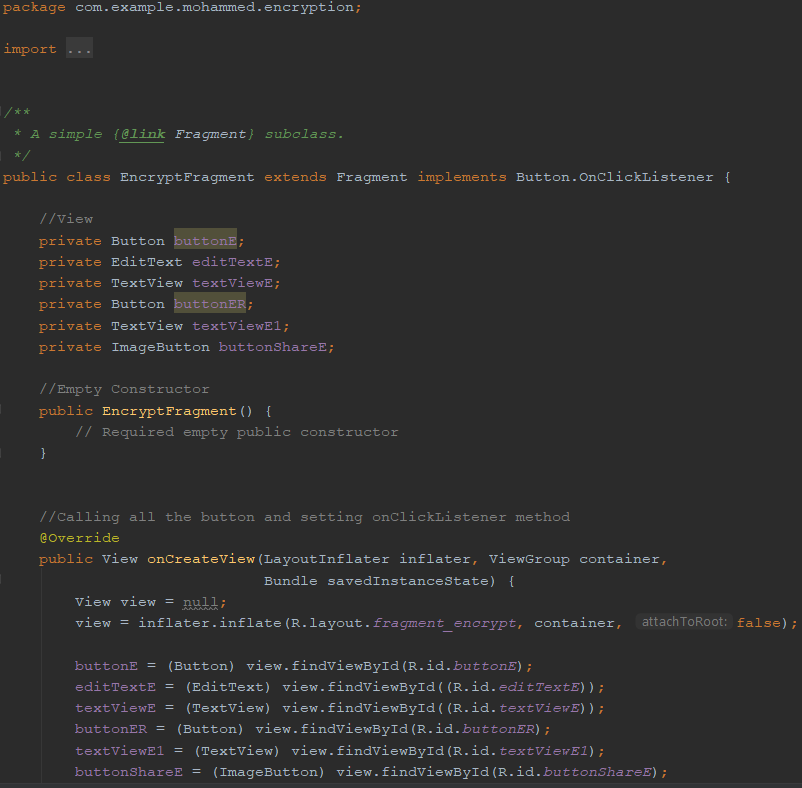 package com.example.mohammed.encryption;
import ...
/**
* A simple {@link Fragment} subclass.
*/
public class EncryptFragment extends Fragment implements Button.OnClickListener {
//View
private Button buttonE;
private EditText editTextE;
private TextView textViewE;
private Button buttonER;
private TextView textViewE1;
private ImageButton buttonShareE;
//Empty Constructor
public EncryptFragment() {
// Required empty public constructor
}
//Calling all the button and setting onClickListener method
@Override
public View onCreateView(LayoutInflater inflater, ViewGroup container,
Bundle savedInstanceState) {
View view = null;
view = inflater.inflate(R.layout.fragment_encrypt, container, attachToRoot: false);
buttonE = (Button) view.findViewById(R.id.buttonE);
editTextE = (EditText) view.findViewById((R.id.editTextE));
textViewE = (TextView) view.findViewById((R.id.textViewE));
buttonER = (Button) view.findViewById(R.id.buttonER);
textViewE1 = (TextView) view.findViewById(R.id.textViewE1);
buttonShareE = (ImageButton) view.findViewById(R.id.buttonShareE);